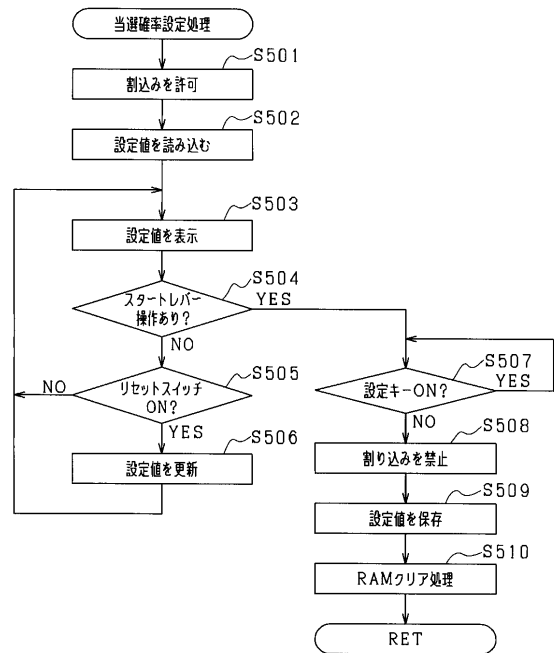 当選確率設定処理
S501
割込みを許可
S502
設定値を読み込む
S503
設定値を表示
S504
スタートレバー
操作あり?
YES
NO
S505
リセットスイッチ
ON?
NO
YES
S506
設定値を更新
S507
設定キーON?
YES
NO
S508
割り込みを禁止
S509
設定値を保存
S510
RAMクリア処理
RET